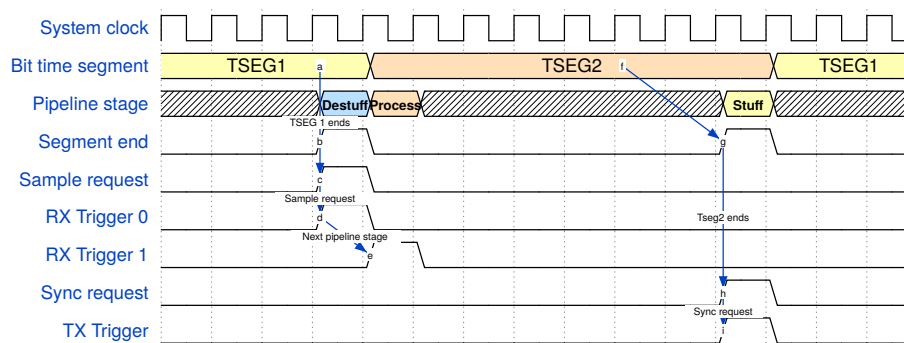 System clock
Bit time segment TSEG1 a TSEG2 f TSEG1
Pipeline stage Destuff Process Stuff
TSEG 1 ends
Segment end b g
Sample request c
Sample request
RX Trigger 0 d Tseg2 ends
Next pipeline stage
RX Trigger 1 e
Sync request h
Sync request
TX Trigger i